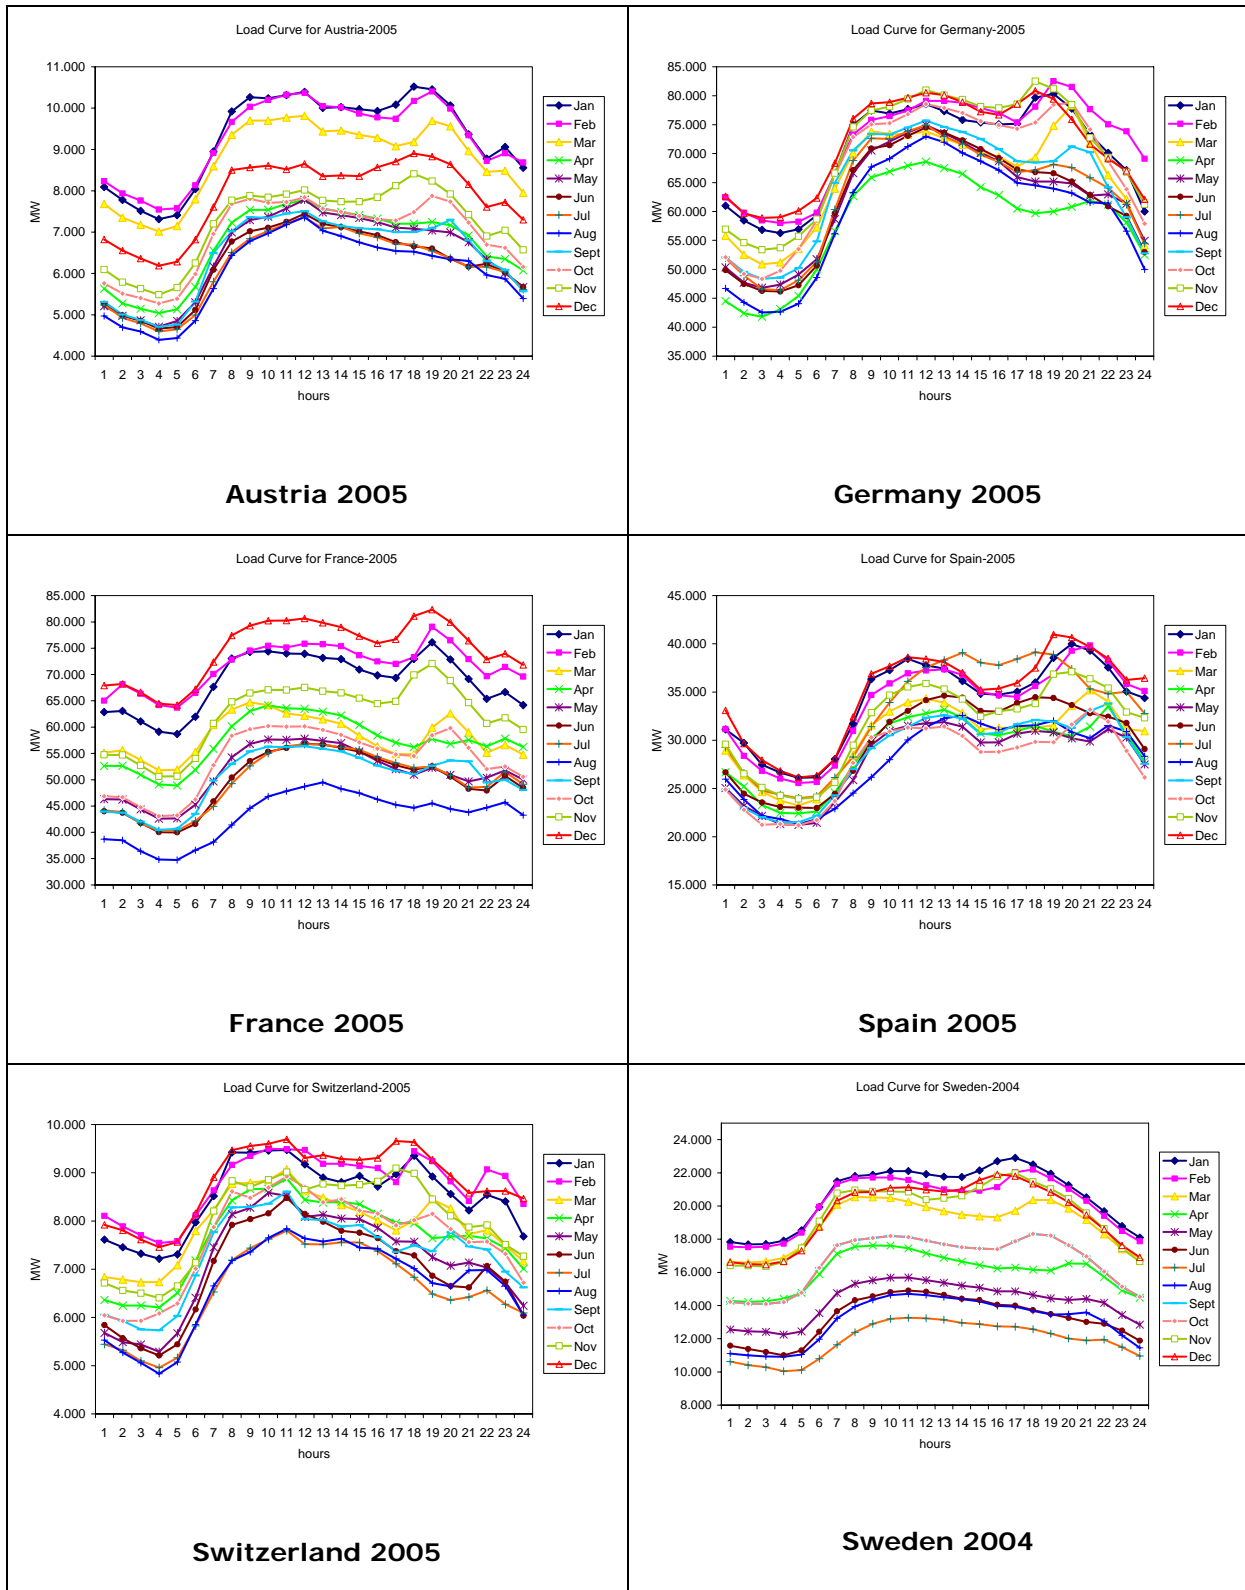 Load Curve for Austria-2005
MW
11.000
10.000
9.000
8.000
7.000
6.000
5.000
4.000
1 2 3 4 5 6 7 8 9 10 11 12 13 14 15 16 17 18 19 20 21 22 23 24
hours
Jan
Feb
Mar
Apr
May
Jun
Jul
Aug
Sept
Oct
Nov
Dec
Austria 2005
Load Curve for Germany-2005
MW
85.000
80.000
75.000
70.000
65.000
60.000
55.000
50.000
45.000
40.000
35.000
1 2 3 4 5 6 7 8 9 10 11 12 13 14 15 16 17 18 19 20 21 22 23 24
hours
Jan
Feb
Mar
Apr
May
Jun
Jul
Aug
Sept
Oct
Nov
Dec
Germany 2005
Load Curve for France-2005
MW
85.000
80.000
75.000
70.000
65.000
60.000
55.000
50.000
45.000
40.000
35.000
30.000
1 2 3 4 5 6 7 8 9 10 11 12 13 14 15 16 17 18 19 20 21 22 23 24
hours
Jan
Feb
Mar
Apr
May
Jun
Jul
Aug
Sept
Oct
Nov
Dec
France 2005
Load Curve for Spain-2005
MW
45.000
40.000
35.000
30.000
25.000
20.000
15.000
1 2 3 4 5 6 7 8 9 10 11 12 13 14 15 16 17 18 19 20 21 22 23 24
hours
Jan
Feb
Mar
Apr
May
Jun
Jul
Aug
Sept
Oct
Nov
Dec
Spain 2005
Load Curve for Switzerland-2005
MW
10.000
9.000
8.000
7.000
6.000
5.000
4.000
1 2 3 4 5 6 7 8 9 10 11 12 13 14 15 16 17 18 19 20 21 22 23 24
hours
Jan
Feb
Mar
Apr
May
Jun
Jul
Aug
Sept
Oct
Nov
Dec
Switzerland 2005
Load Curve for Sweden-2004
MW
24.000
22.000
20.000
18.000
16.000
14.000
12.000
10.000
8.000
1 2 3 4 5 6 7 8 9 10 11 12 13 14 15 16 17 18 19 20 21 22 23 24
hours
Jan
Feb
Mar
Apr
May
Jun
Jul
Aug
Sept
Oct
Nov
Dec
Sweden 2004